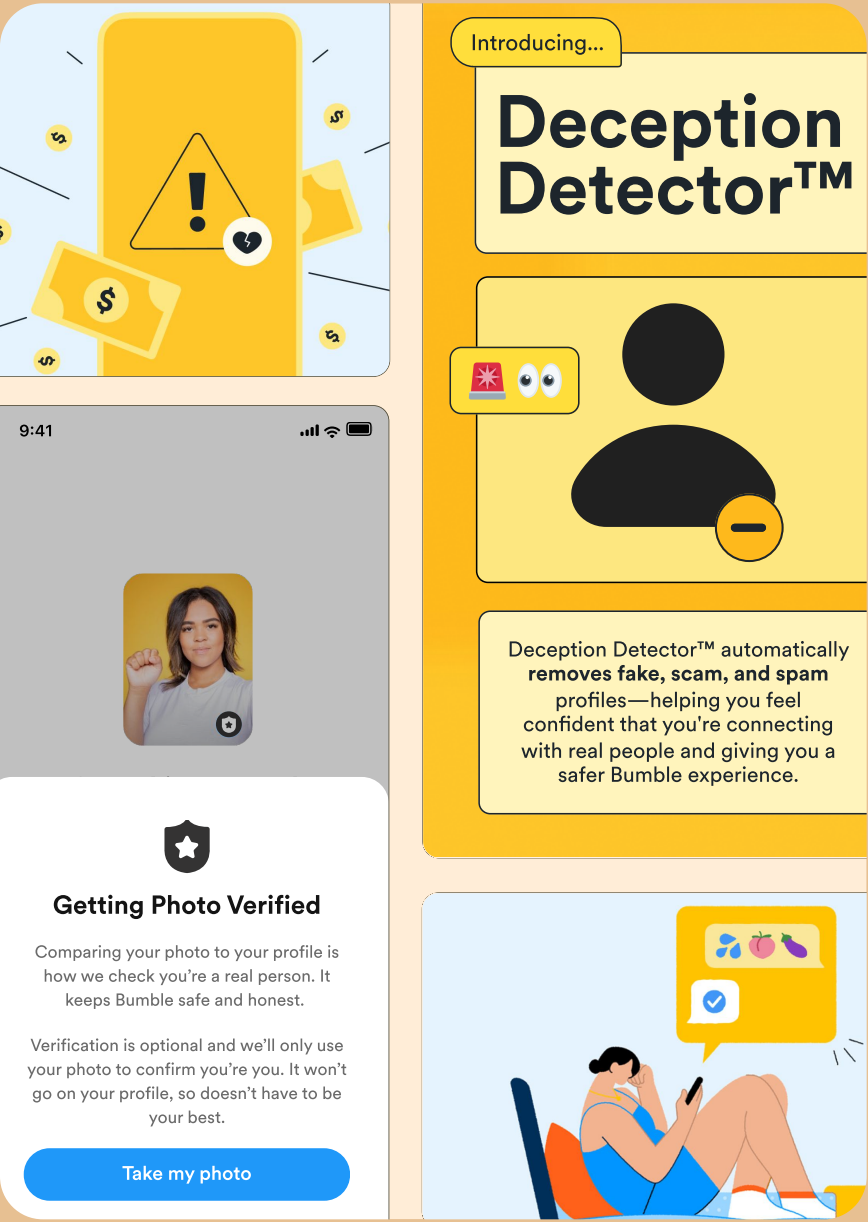 $
$
$
$
$
$
9:41
Getting Photo Verified
Comparing your photo to your profile is
how we check you’re a real person. It
keeps Bumble safe and honest.
Verification is optional and we’ll only use
your photo to confirm you’re you. It won’t
go on your profile, so doesn’t have to be
your best.
Take my photo
Introducing...
Deception
Detector™
Deception Detector™ automatically
removes fake, scam, and spam
profiles—helping you feel
confident that you're connecting
with real people and giving you a
safer Bumble experience.